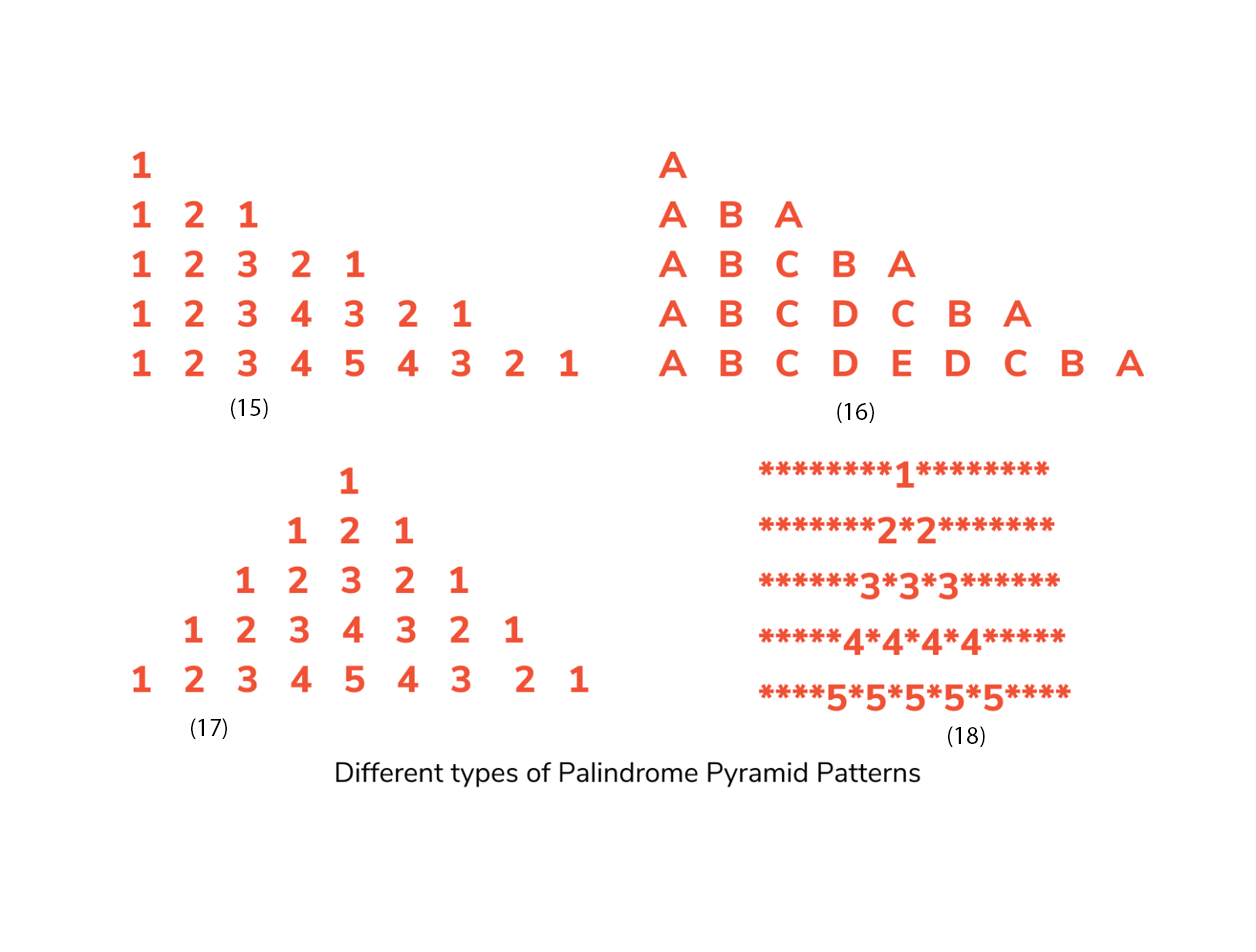 1
1 2 1
1 2 3 2 1
1 2 3 4 3 2 1
1 2 3 4 5 4 3 2 1
(15)
A
A B A
A B C B A
A B C D C B A
A B C D E D C B A
(16)
1
1 2 1
1 2 3 2 1
1 2 3 4 3 2 1
1 2 3 4 5 4 3 2 1
(17)
********1********
*******2*2*******
******3*3*3******
*****4*4*4*4*****
****5*5*5*5*5****
(18)
Different types of Palindrome Pyramid Patterns